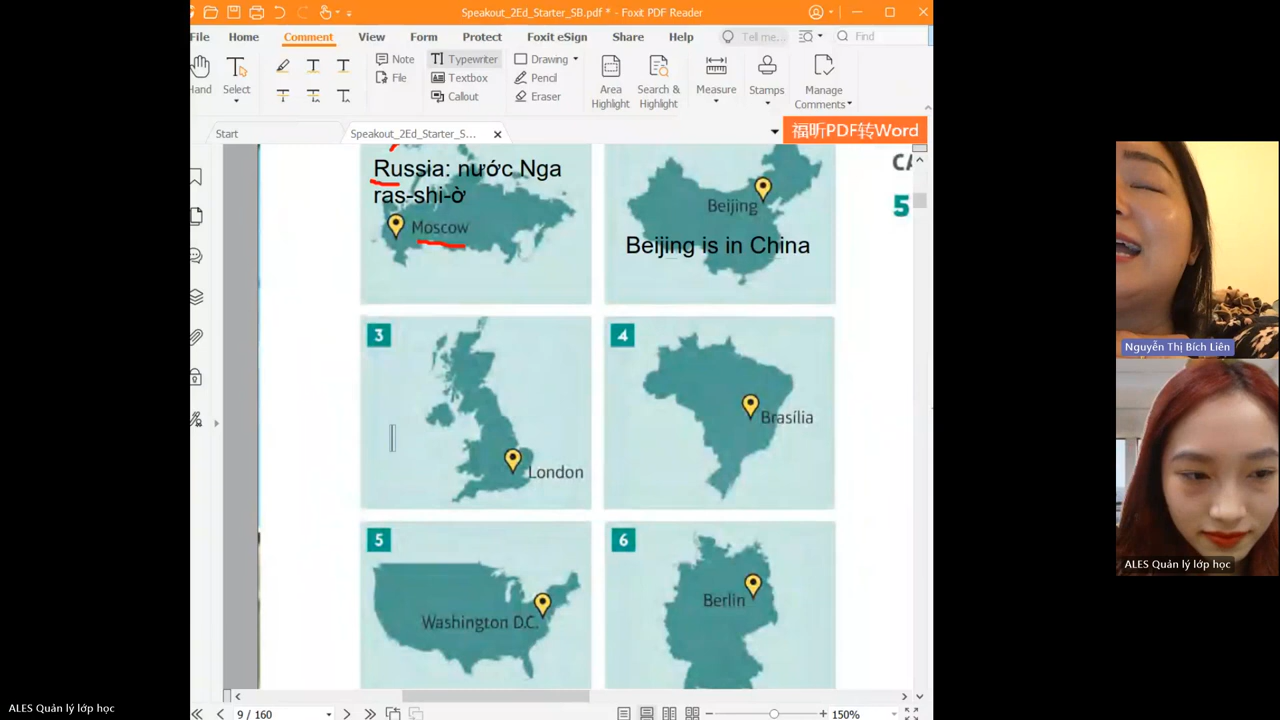 Speakout_2Ed_Starter_SB.pdf * - Foxit PDF Reader
File Home Comment View Form Protect Foxit eSign Share Help Tell me... Find
Hand
Select
Note
File
Typewriter
Textbox
Callout
Drawing
Pencil
Eraser
Area
Highlight
Search &
Highlight
Measure
Stamps
Manage
Comments
Start
Speakout_2Ed_Starter_S...
福昕PDF转Word
Russia: nước Nga
ras-shi-ờ
Moscow
Beijing
Beijing is in China
CA
5
3
London
4
Brasília
5
Washington D.C.
6
Berlin
9 / 160
150%
Nguyễn Thị Bích Liên
ALES Quản lý lớp học
ALES Quản lý lớp học